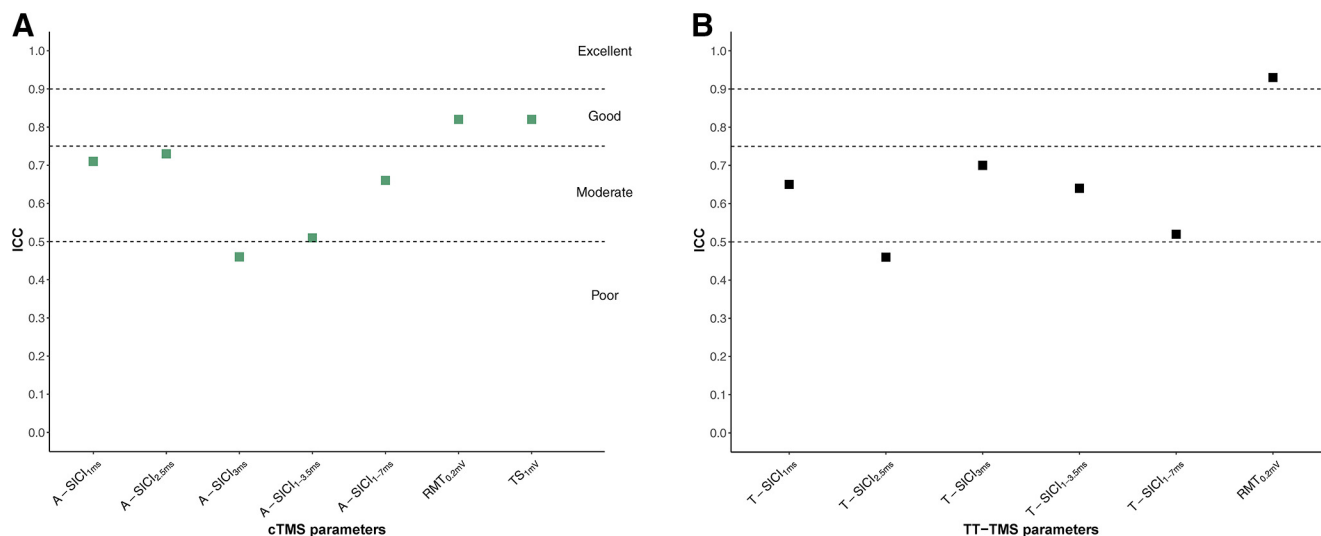 A
ICC
1.0
0.9
0.8
0.7
0.6
0.5
0.4
0.3
0.2
0.1
0.0
Excellent
Good
Moderate
Poor
A−SICI1ms
A−SICI2.5ms
A−SICI3ms
A−SICI1−3.5ms
A−SICI1−7ms
RMT0.2mV
TS1mV
cTMS parameters
B
ICC
1.0
0.9
0.8
0.7
0.6
0.5
0.4
0.3
0.2
0.1
0.0
T−SICI1ms
T−SICI2.5ms
T−SICI3ms
T−SICI1−3.5ms
T−SICI1−7ms
RMT0.2mV
TT−TMS parameters